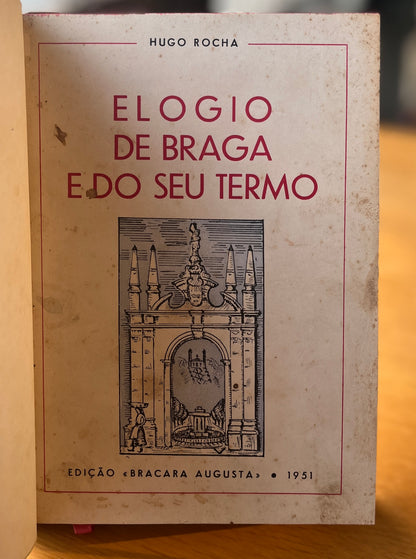 HUGO ROCHA
ELOGIO
DE BRAGA
E DO SEU TERMO
EDIÇÃO «BRACARA AUGUSTA» • 1951